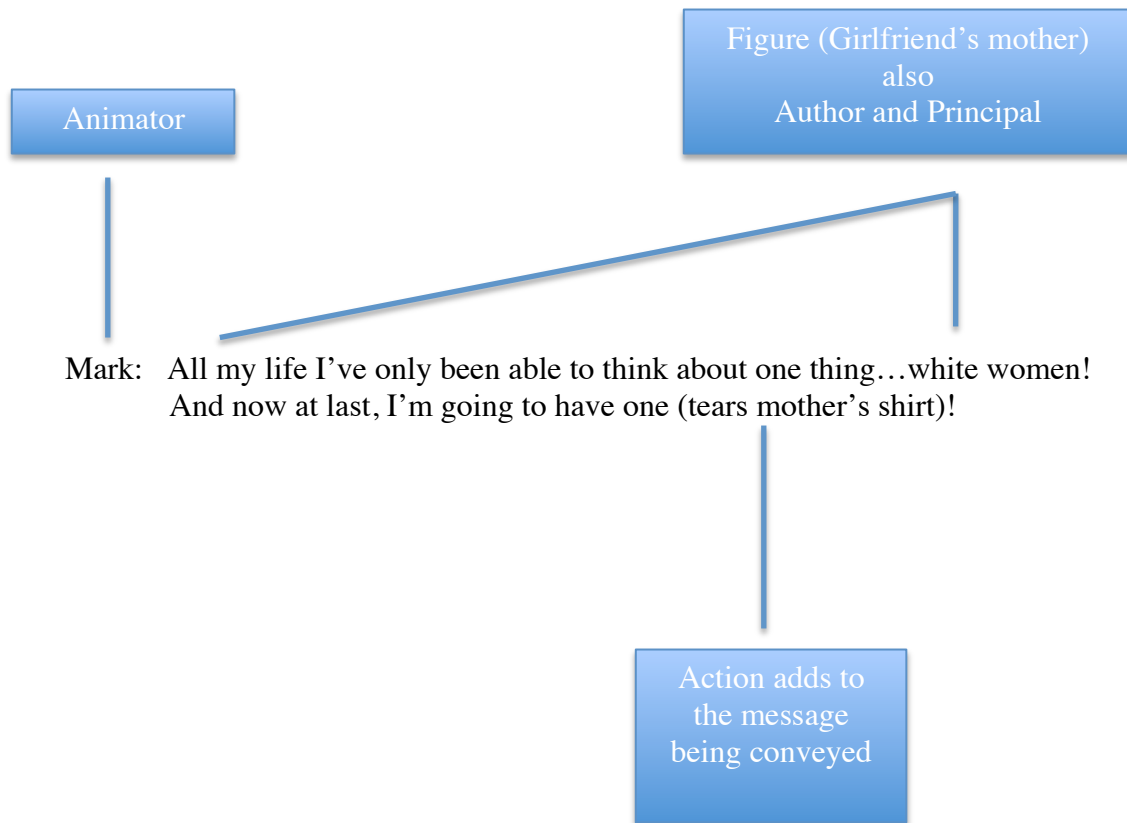 Figure (Girlfriend’s mother)
also
Author and Principal
Animator
Mark: All my life I’ve only been able to think about one thing…white women!
And now at last, I’m going to have one (tears mother’s shirt)!
Action adds to
the message
being conveyed